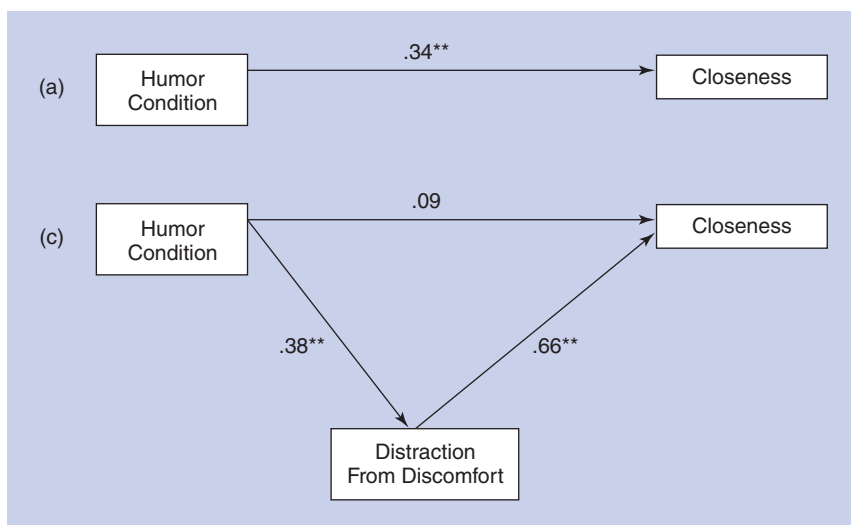 .34**
(a)
Humor
Condition
Closeness
.09
(c)
Humor
Condition
Closeness
.38**
.66**
Distraction
From Discomfort